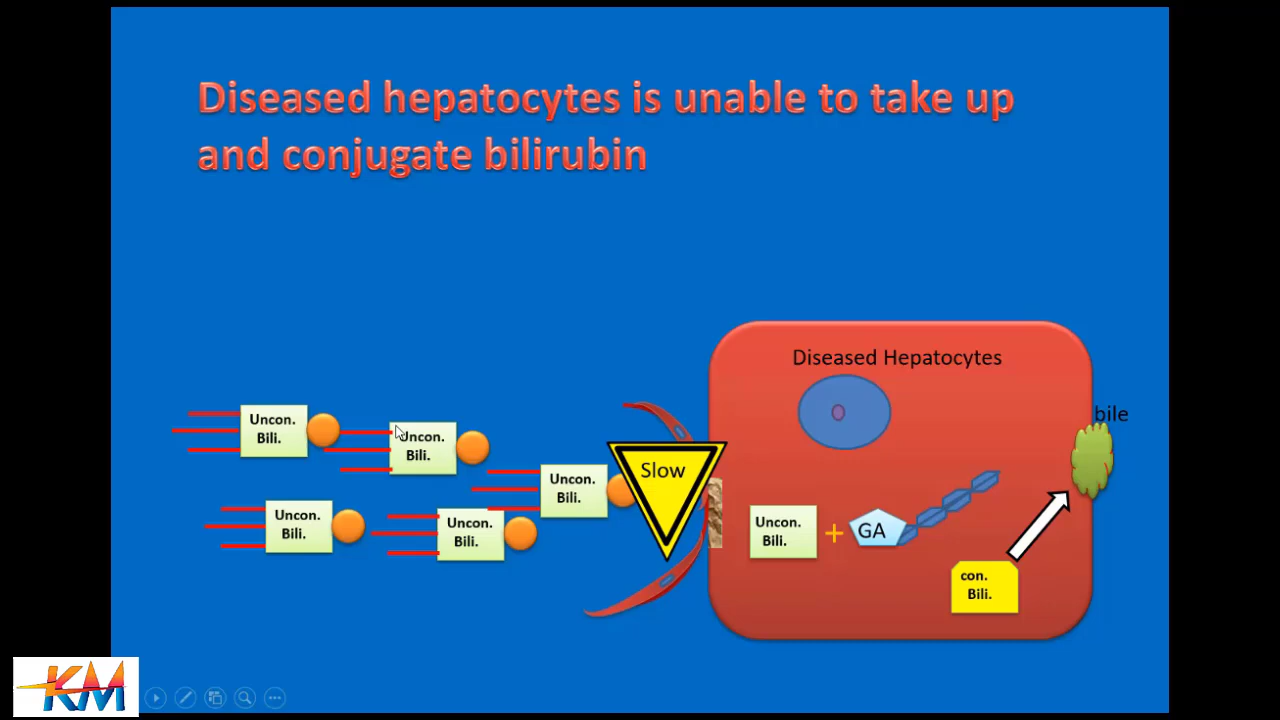 Diseased hepatocytes is unable to take up
and conjugate bilirubin
Diseased Hepatocytes
bile
Uncon.
Bili.
Uncon.
Bili.
Uncon.
Bili.
Slow
Uncon.
Bili.
Uncon.
Bili.
Uncon.
Bili.
+
GA
con.
Bili.
KM